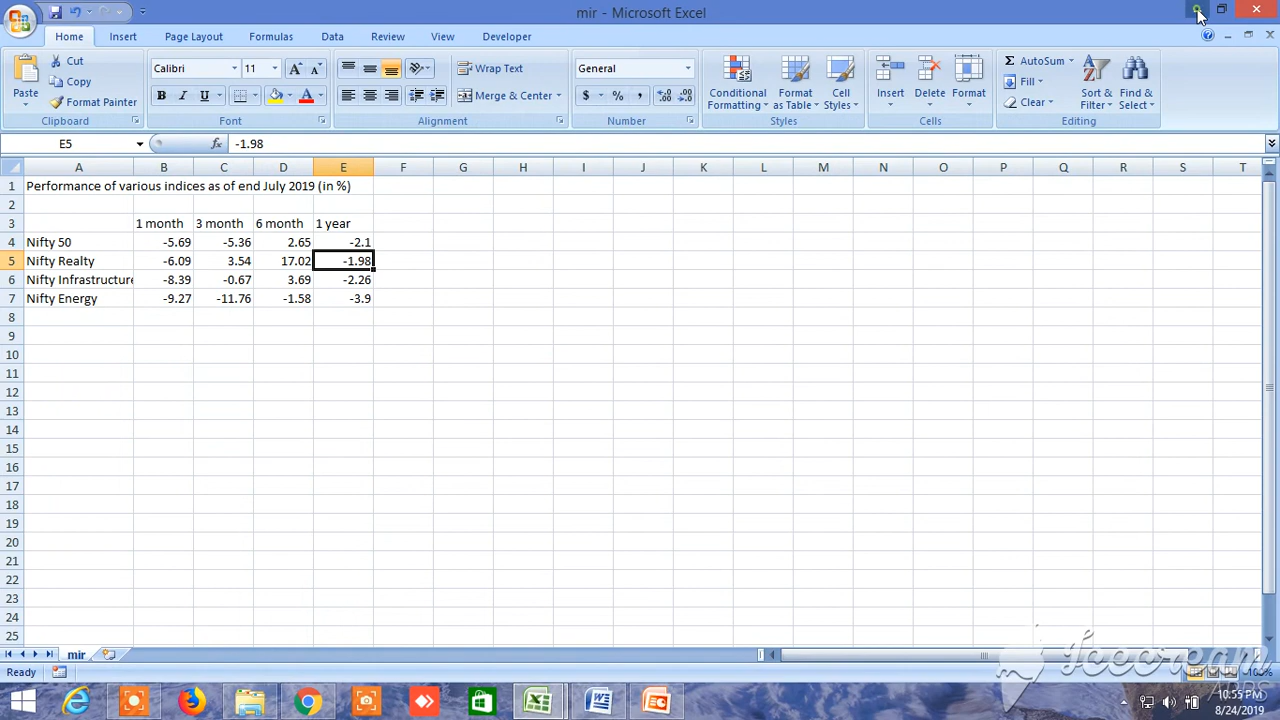 mir - Microsoft Excel
Home Insert Page Layout Formulas Data Review View Developer
Paste
Cut
Copy
Format Painter
Clipboard
Calibri 11
B I U
Font
Wrap Text
Merge & Center
Alignment
General
$ % ,
Number
Conditional Formatting
Format as Table
Cell Styles
Styles
Insert
Delete
Format
Cells
AutoSum
Fill
Clear
Sort & Filter
Find & Select
Editing
E5 fx -1.98
A B C D E F G H I J K L M N O P Q R S T
1 Performance of various indices as of end July 2019 (in %)
2
3 1 month 3 month 6 month 1 year
4 Nifty 50 -5.69 -5.36 2.65 -2.1
5 Nifty Realty -6.09 3.54 17.02 -1.98
6 Nifty Infrastructure -8.39 -0.67 3.69 -2.26
7 Nifty Energy -9.27 -11.76 -1.58 -3.9
8
9
10
11
12
13
14
15
16
17
18
19
20
21
22
23
24
25
mir
Ready 100%
Icecream
APPS
10:55 PM
8/24/2019